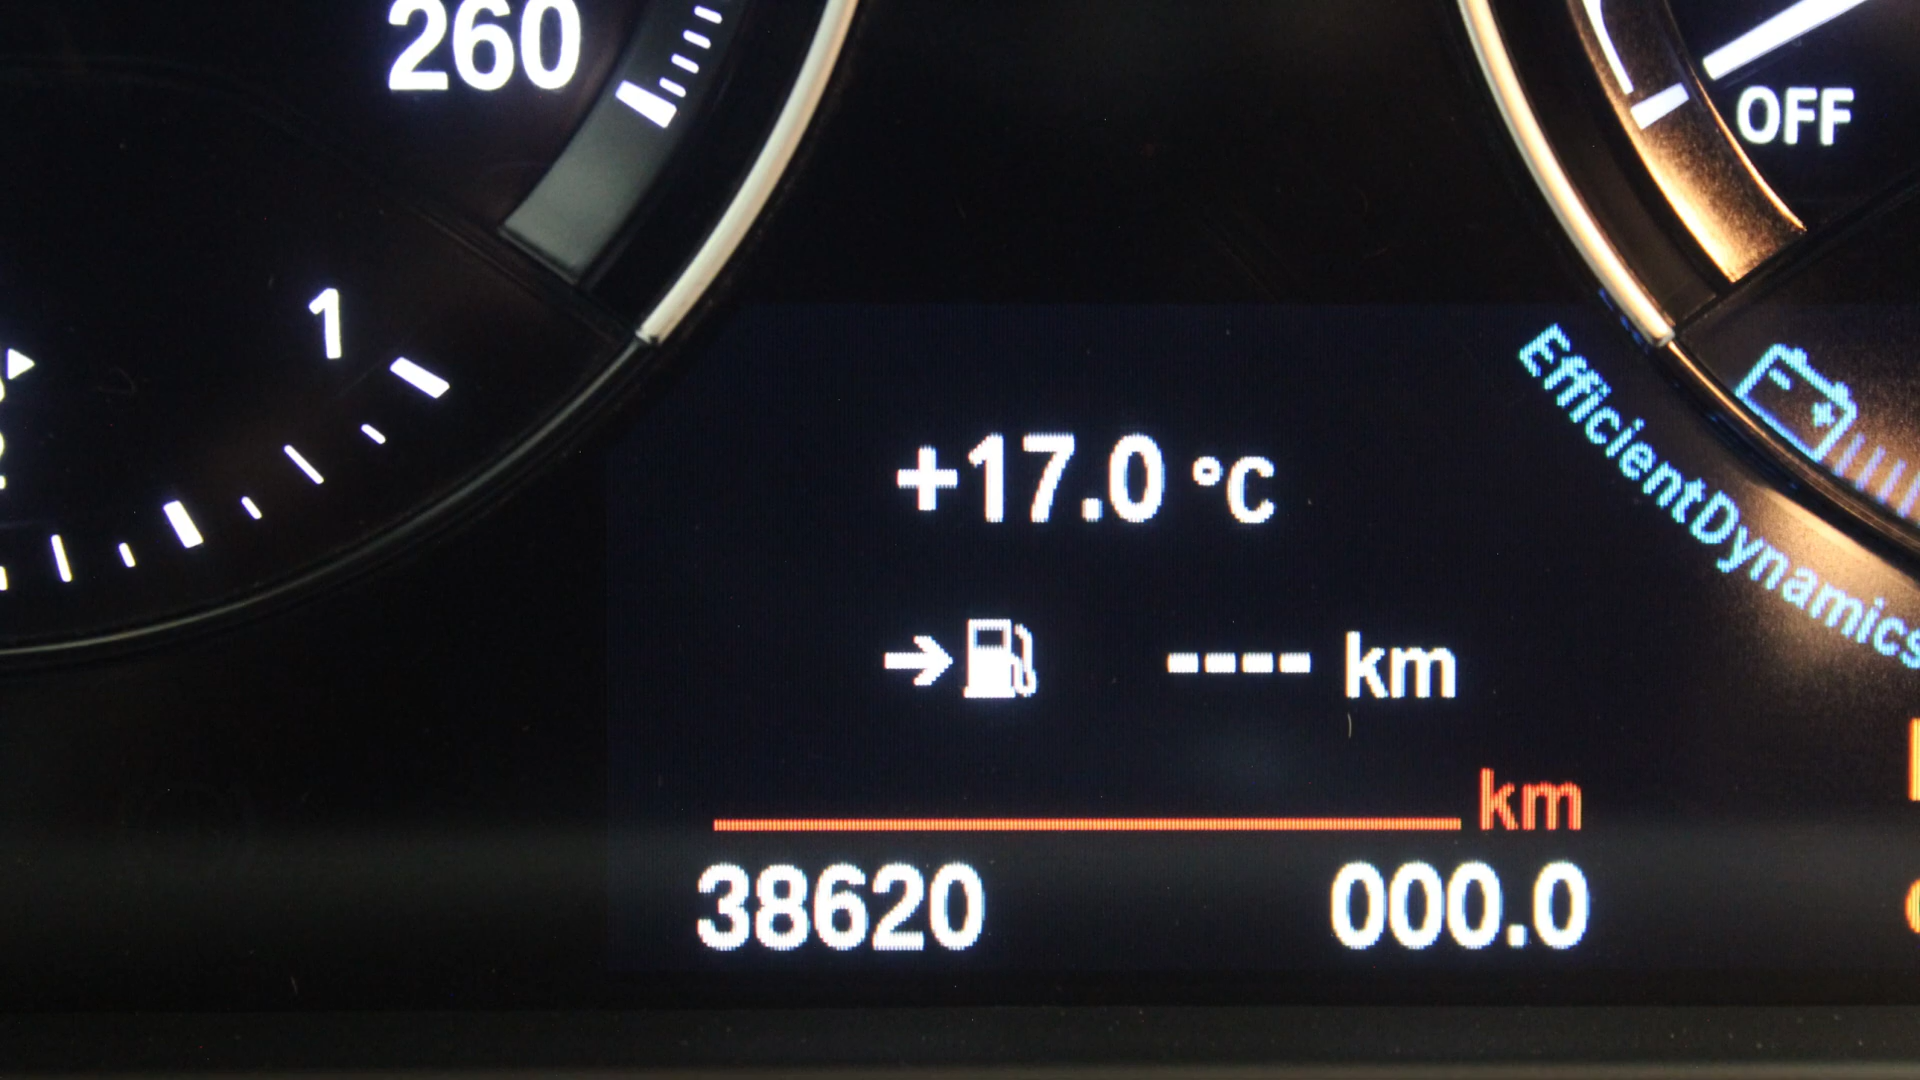 260
OFF
1
EfficientDynamics
+17.0 °C
---- km
km
38620 000.0